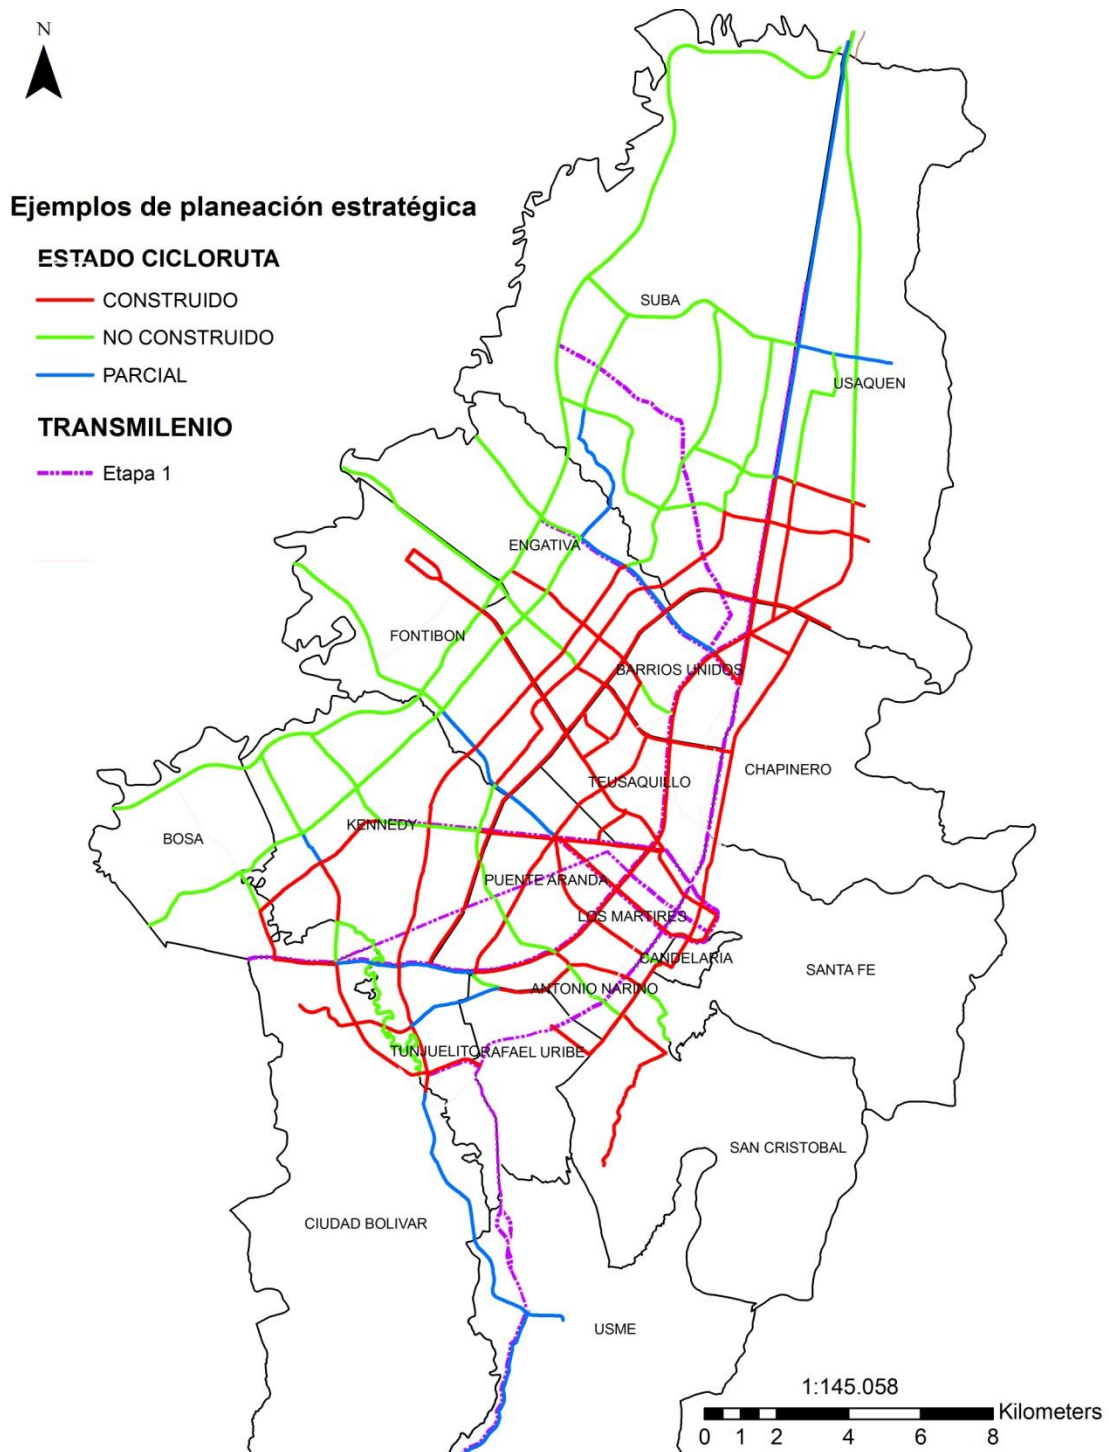 N
Ejemplos de planeación estratégica
ESTADO CICLORUTA
CONSTRUIDO
NO CONSTRUIDO
PARCIAL
TRANSMILENIO
Etapa 1
SUBA
USAQUEN
ENGATIVA
FONTIBON
BARRIOS UNIDOS
TEUSAQUILLO
CHAPINERO
BOSA
KENNEDY
PUENTE ARANDA
LOS MARTIRES
CANDELARIA
SANTA FE
ANTONIO NARINO
TUNJUELITO
RAFAEL URIBE
SAN CRISTOBAL
CIUDAD BOLIVAR
USME
1:145.058
Kilometers
0 1 2 4 6 8